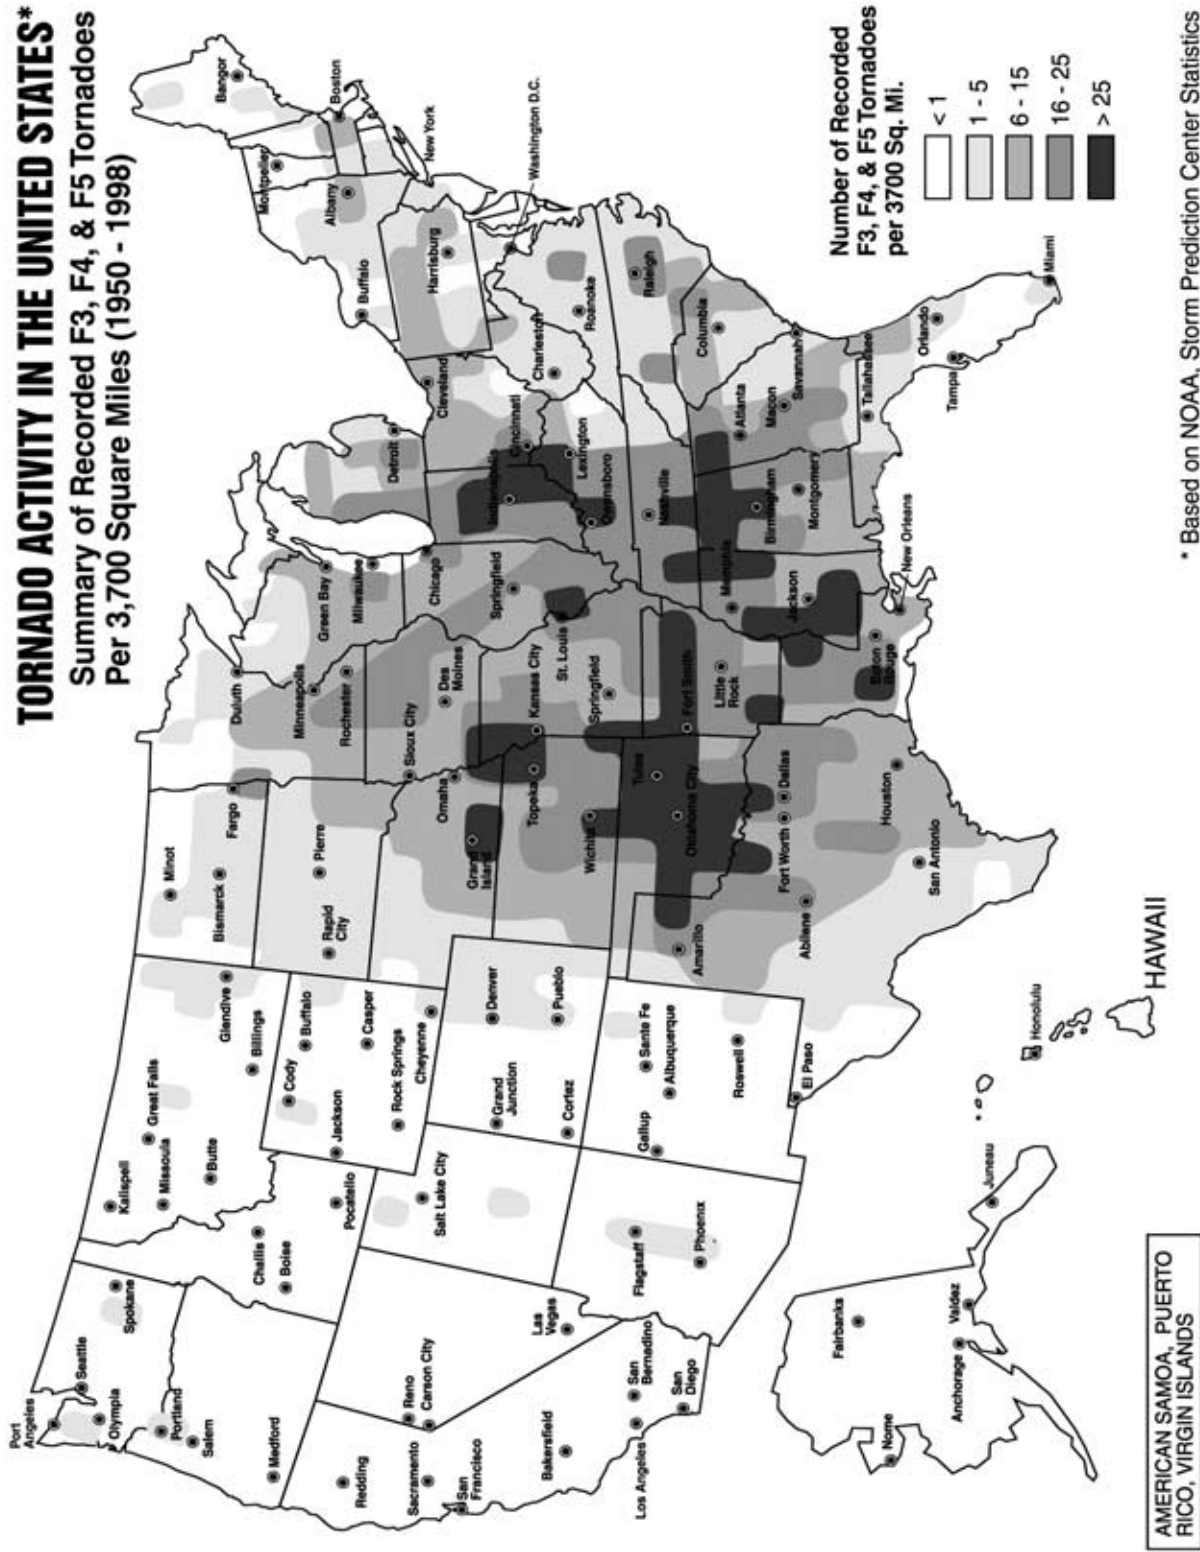 TORNADO ACTIVITY IN THE UNITED STATES*
Summary of Recorded F3, F4, & F5 Tornadoes
Per 3,700 Square Miles (1950 - 1998)
Port
Angeles
Seattle
Olympia
Spokane
Portland
Salem
Medford
Kalispell
Missoula
Great Falls
Butte
Billings
Glendive
Challis
Boise
Pocatello
Cody
Buffalo
Jackson
Casper
Rock Springs
Cheyenne
Minot
Bismarck
Fargo
Rapid
City
Pierre
Duluth
Minneapolis
Rochester
Green Bay
Milwaukee
Detroit
Buffalo
Albany
Montpelier
Bangor
Boston
New York
Harrisburg
Washington D.C.
Redding
Sacramento
San
Francisco
Reno
Carson City
Bakersfield
Las
Vegas
Los Angeles
San
Bernadino
San
Diego
Salt Lake City
Grand
Junction
Cortez
Denver
Pueblo
Flagstaff
Phoenix
Gallup
Sante Fe
Albuquerque
Roswell
El Paso
Sioux City
Omaha
Grand
Island
Des
Moines
Topeka
Kansas City
Wichita
St. Louis
Springfield
Chicago
Springfield
Indianapolis
Cincinnati
Cleveland
Charleston
Lexington
Owensboro
Roanoke
Raleigh
Columbia
Nashville
Memphis
Tulsa
Oklahoma City
Fort Smith
Little
Rock
Amarillo
Abilene
Fort Worth
Dallas
Houston
San Antonio
Jackson
Baton
Rouge
New Orleans
Birmingham
Montgomery
Atlanta
Macon
Savannah
Tallahassee
Orlando
Tampa
Miami
Nome
Fairbanks
Anchorage
Valdez
Juneau
Honolulu
HAWAII
Number of Recorded
F3, F4, & F5 Tornadoes
per 3700 Sq. Mi.
< 1
1 - 5
6 - 15
16 - 25
> 25
AMERICAN SAMOA, PUERTO
RICO, VIRGIN ISLANDS
* Based on NOAA, Storm Prediction Center Statistics